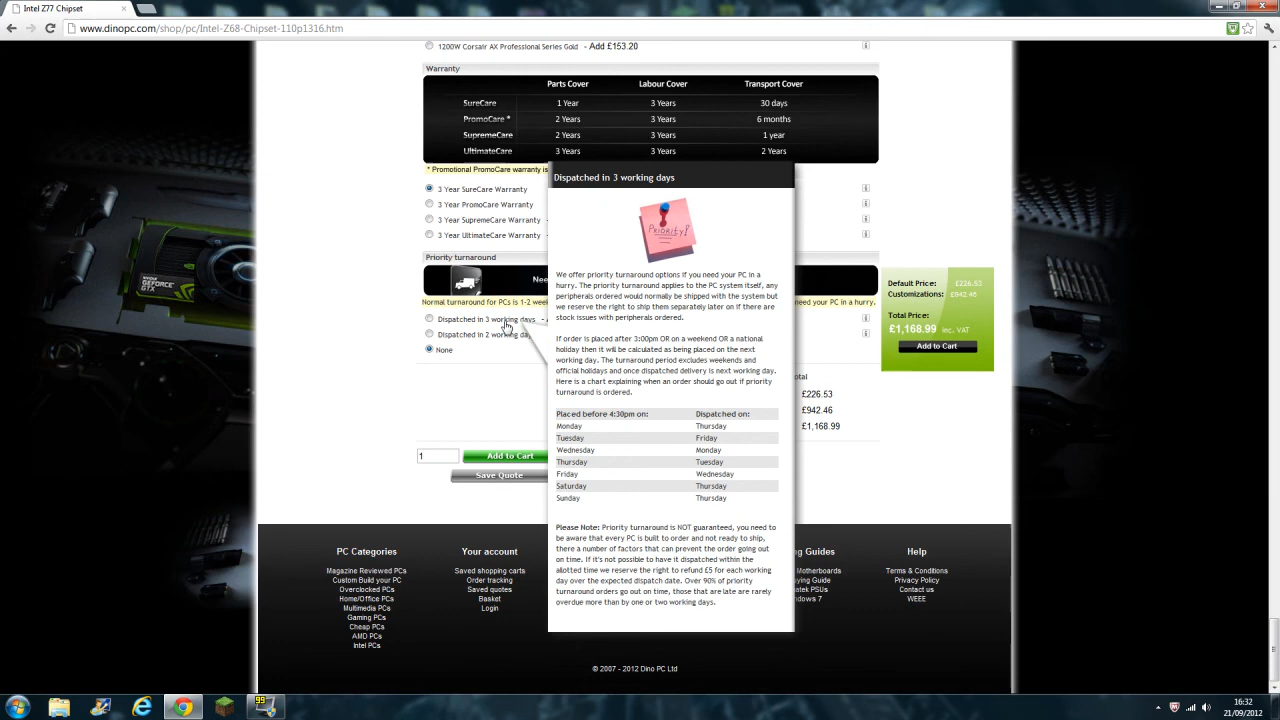 Intel Z77 Chipset
www.dinopc.com/shop/pc/Intel-Z68-Chipset-110p1316.htm
1200W Corsair AX Professional Series Gold - Add £153.20
Warranty
Parts Cover Labour Cover Transport Cover
SureCare 1 Year 3 Years 30 days
PromoCare * 2 Years 3 Years 6 months
SupremeCare 2 Years 3 Years 1 year
UltimateCare 3 Years 3 Years 2 Years
* Promotional PromoCare warranty is
3 Year SureCare Warranty
3 Year PromoCare Warranty
3 Year SupremeCare Warranty -
3 Year UltimateCare Warranty -
Priority turnaround
Nee
Normal turnaround for PCs is 1-2 wee
need your PC in a hurry.
Dispatched in 3 working days -
Dispatched in 2 working day
None
Dispatched in 3 working days
PRIORITY!
We offer priority turnaround options if you need your PC in a
hurry. The priority turnaround applies to the PC system itself, any
peripherals ordered would normally be shipped with the system but
we reserve the right to ship them separately later on if there are
stock issues with peripherals ordered.
If order is placed after 3:00pm OR on a weekend OR a national
holiday then it will be calculated as being placed on the next
working day. The turnaround period excludes weekends and
official holidays and once dispatched delivery is next working day.
Here is a chart explaining when an order should go out if priority
turnaround is ordered.
Placed before 4:30pm on: Dispatched on:
Monday Thursday
Tuesday Friday
Wednesday Monday
Thursday Tuesday
Friday Wednesday
Saturday Thursday
Sunday Thursday
Please Note: Priority turnaround is NOT guaranteed, you need to
be aware that every PC is built to order and not ready to ship,
there a number of factors that can prevent the order going out
on time. If it's not possible to have it dispatched within the
allotted time we reserve the right to refund £5 for each working
day over the expected dispatch date. Over 90% of priority
turnaround orders go out on time, those that are late are rarely
overdue more than by one or two working days.
Default Price: £226.53
Customizations: £942.46
Total Price:
£1,168.99 inc. VAT
Add to Cart
otal
£226.53
£942.46
£1,168.99
1 Add to Cart
Save Quote
PC Categories
Magazine Reviewed PCs
Custom Build your PC
Overclocked PCs
Home/Office PCs
Multimedia PCs
Gaming PCs
Cheap PCs
AMD PCs
Intel PCs
Your account
Saved shopping carts
Order tracking
Saved quotes
Basket
Login
g Guides
Motherboards
uying Guide
atek PSUs
ndows 7
Help
Terms & Conditions
Privacy Policy
Contact us
WEEE
© 2007 - 2012 Dino PC Ltd
NVIDIA
GEFORCE
GTX
99
16:32
21/09/2012